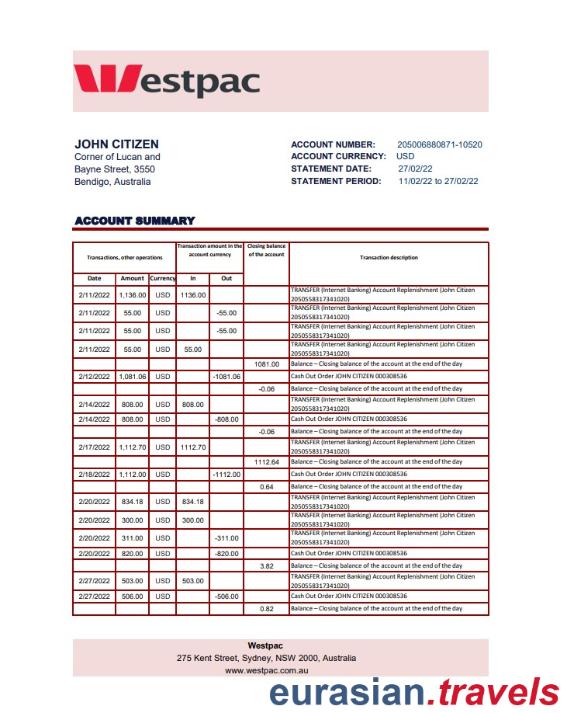 Westpac
JOHN CITIZEN
Corner of Lucan and
Bayne Street, 3550
Bendigo, Australia
ACCOUNT NUMBER: 205006880871-10520
ACCOUNT CURRENCY: USD
STATEMENT DATE: 27/02/22
STATEMENT PERIOD: 11/02/22 to 27/02/22
ACCOUNT SUMMARY
Transactions, other operations
Transaction amount in the
account currency
Closing balance
of the account
Transaction description
Date Amount Currency In Out
2/11/2022 1,136.00 USD 1136.00 TRANSFER (Internet Banking) Account Replenishment (John Citizen
2050558317341020)
2/11/2022 55.00 USD -55.00 TRANSFER (Internet Banking) Account Replenishment (John Citizen
2050558317341020)
2/11/2022 55.00 USD -55.00 TRANSFER (Internet Banking) Account Replenishment (John Citizen
2050558317341020)
2/11/2022 55.00 USD 55.00 TRANSFER (Internet Banking) Account Replenishment (John Citizen
2050558317341020)
1081.00 Balance – Closing balance of the account at the end of the day
2/12/2022 1,081.06 USD -1081.06 Cash Out Order JOHN CITIZEN 000308536
-0.06 Balance – Closing balance of the account at the end of the day
2/14/2022 808.00 USD 808.00 TRANSFER (Internet Banking) Account Replenishment (John Citizen
2050558317341020)
2/14/2022 808.00 USD -808.00 Cash Out Order JOHN CITIZEN 000308536
-0.06 Balance – Closing balance of the account at the end of the day
2/17/2022 1,112.70 USD 1112.70 TRANSFER (Internet Banking) Account Replenishment (John Citizen
2050558317341020)
1112.64 Balance – Closing balance of the account at the end of the day
2/18/2022 1,112.00 USD -1112.00 Cash Out Order JOHN CITIZEN 000308536
0.64 Balance – Closing balance of the account at the end of the day
2/20/2022 834.18 USD 834.18 TRANSFER (Internet Banking) Account Replenishment (John Citizen
2050558317341020)
2/20/2022 300.00 USD 300.00 TRANSFER (Internet Banking) Account Replenishment (John Citizen
2050558317341020)
2/20/2022 311.00 USD -311.00 TRANSFER (Internet Banking) Account Replenishment (John Citizen
2050558317341020)
2/20/2022 820.00 USD -820.00 Cash Out Order JOHN CITIZEN 000308536
3.82 Balance – Closing balance of the account at the end of the day
2/27/2022 503.00 USD 503.00 TRANSFER (Internet Banking) Account Replenishment (John Citizen
2050558317341020)
2/27/2022 506.00 USD -506.00 Cash Out Order JOHN CITIZEN 000308536
0.82 Balance – Closing balance of the account at the end of the day
Westpac
275 Kent Street, Sydney, NSW 2000, Australia
www.westpac.com.au
eurasian.travels